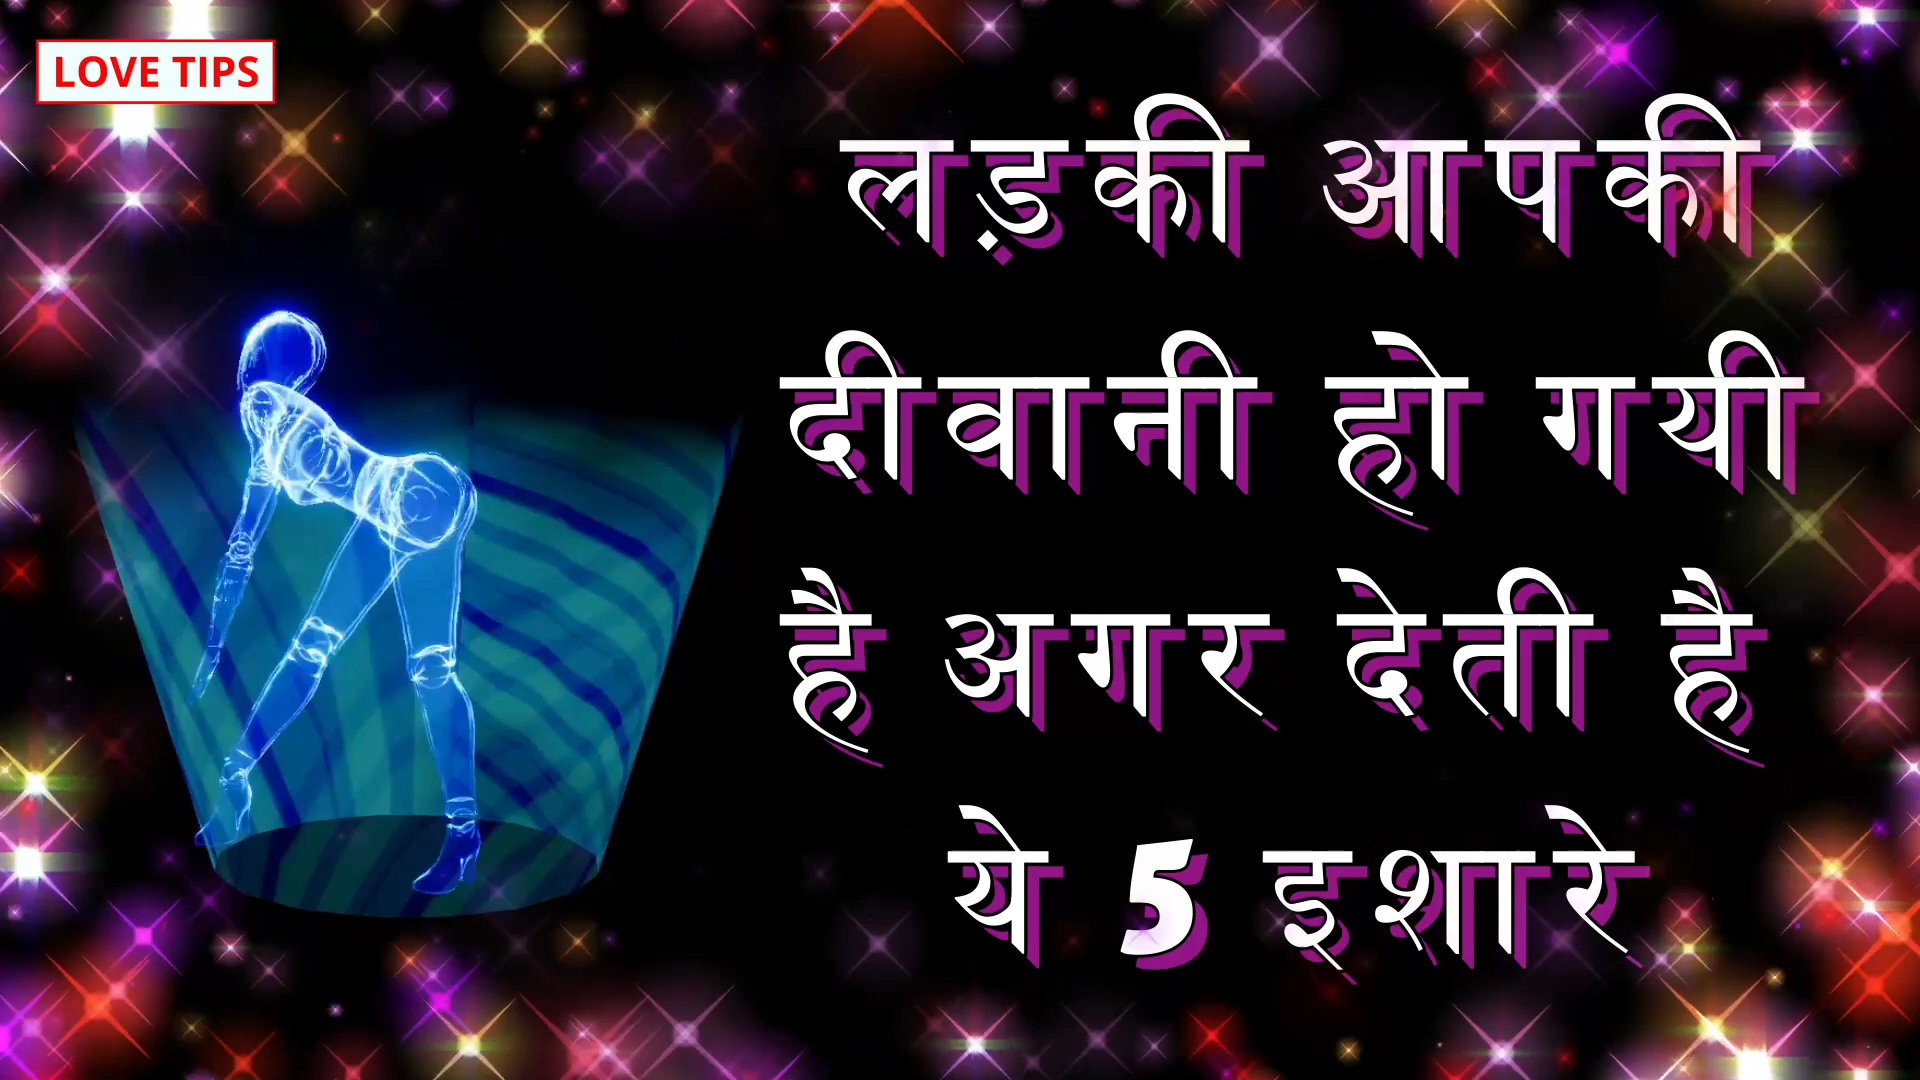 LOVE TIPS
लड़की आपकी
दीवानी हो गयी
है अगर देती है
ये 5 इशारे